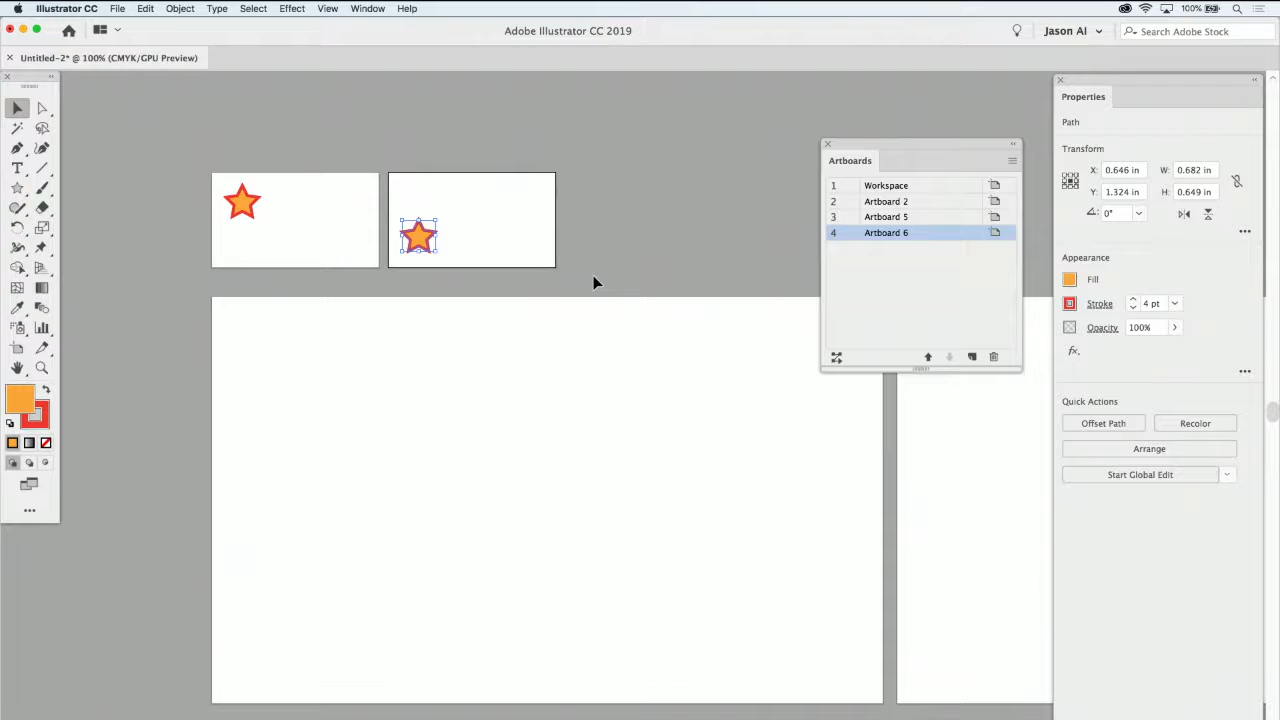 Illustrator CC File Edit Object Type Select Effect View Window Help 100%
Adobe Illustrator CC 2019 Jason AI Search Adobe Stock
Untitled-2* @ 100% (CMYK/GPU Preview)
Properties
Path
Transform
X: 0.646 in W: 0.682 in
Y: 1.324 in H: 0.649 in
0°
Appearance
Fill
Stroke 4 pt
Opacity 100%
fx
Quick Actions
Offset Path Recolor
Arrange
Start Global Edit
Artboards
1 Workspace
2 Artboard 2
3 Artboard 5
4 Artboard 6